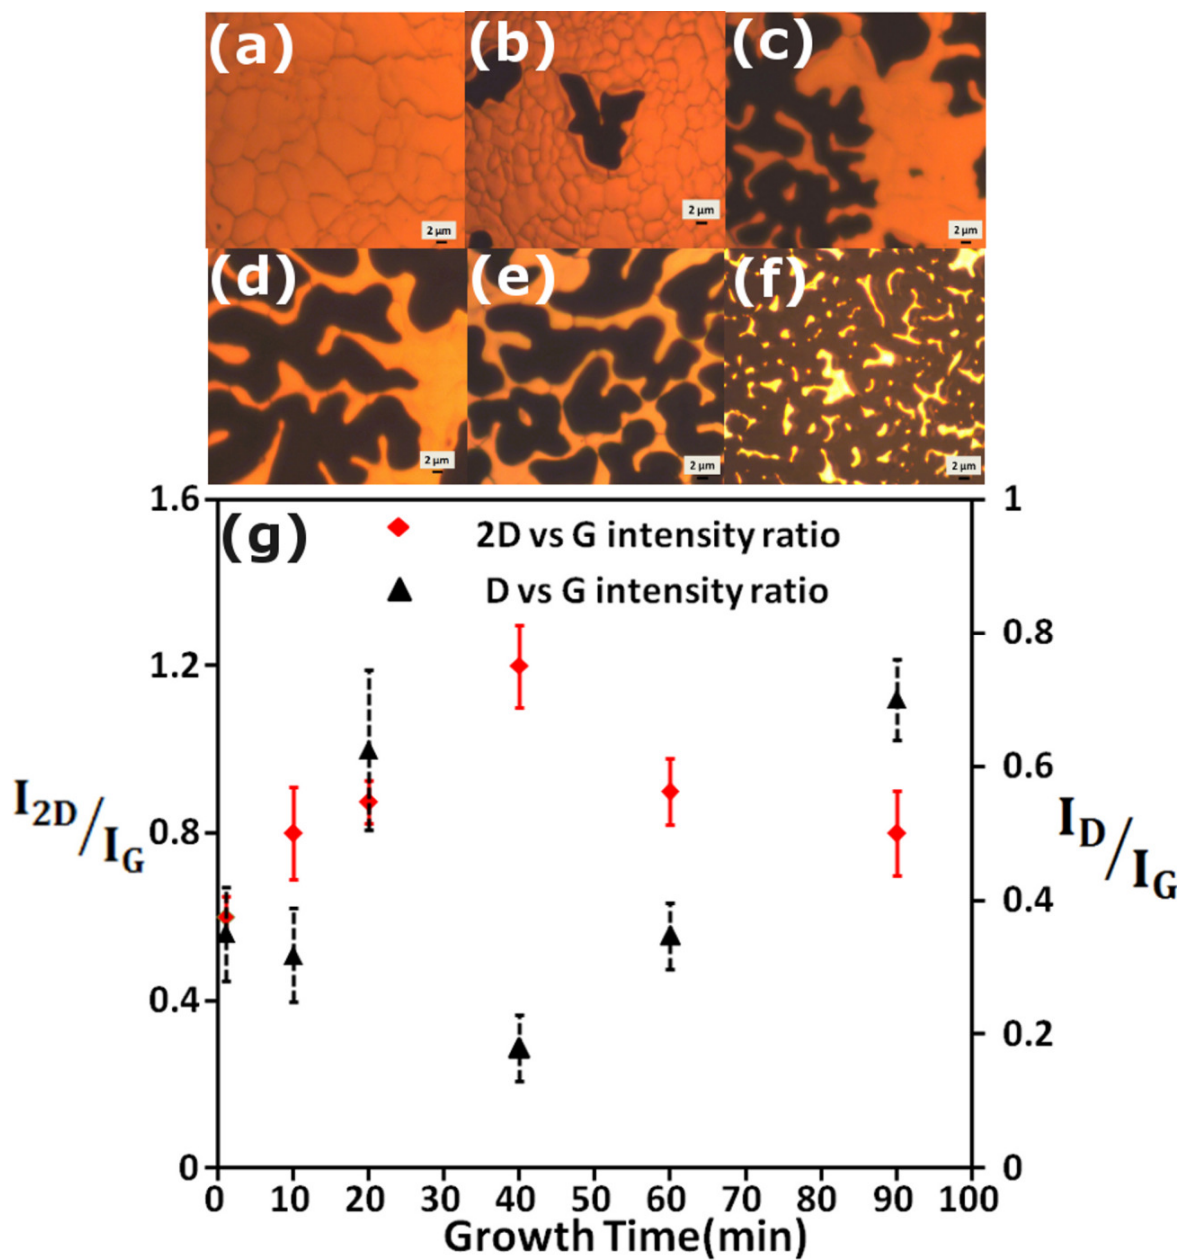 (a)
(b)
(c)
2 µm
2 µm
2 µm
(d)
(e)
(f)
2 µm
2 µm
2 µm
(g)
2D vs G intensity ratio
D vs G intensity ratio
1.6
1.2
0.8
0.4
0
I2D/IG
1
0.8
0.6
0.4
0.2
0
ID/IG
0 10 20 30 40 50 60 70 80 90 100
Growth Time(min)